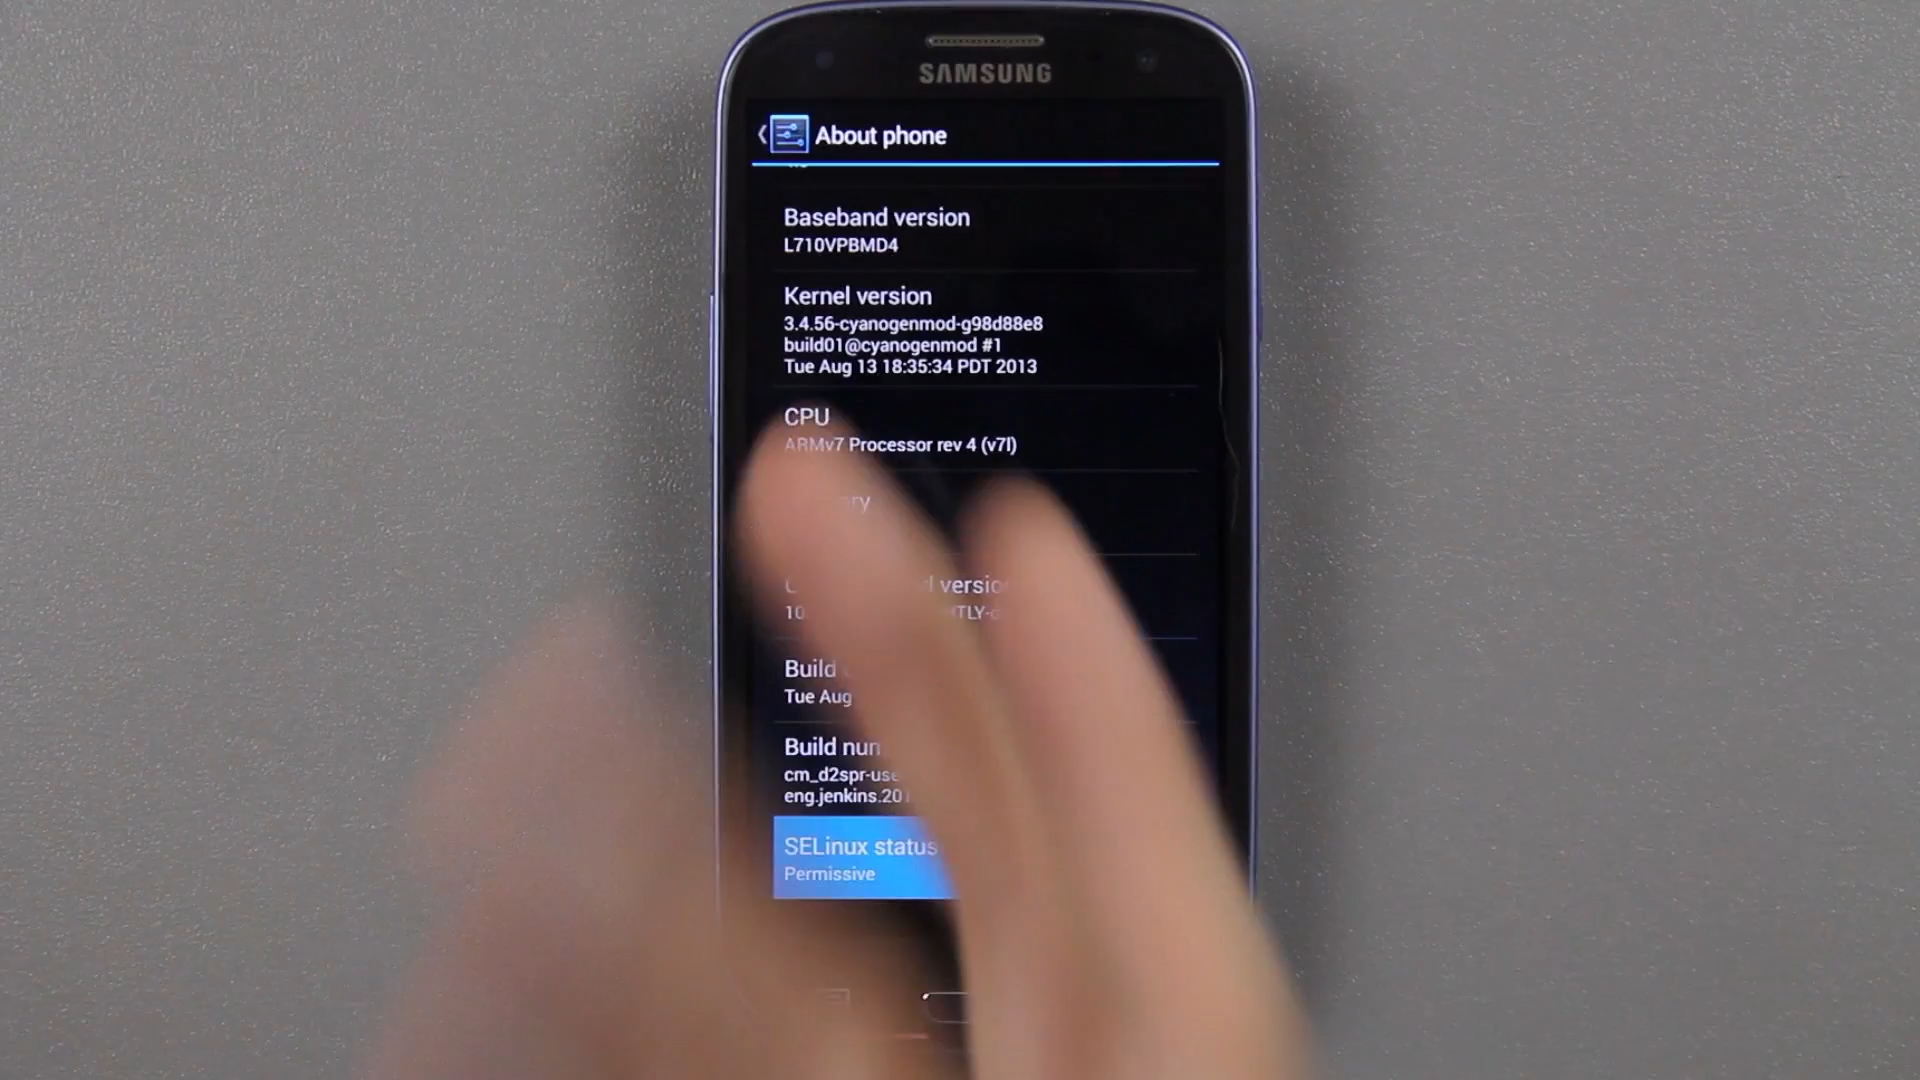 SAMSUNG
About phone
Baseband version
L710VPBMD4
Kernel version
3.4.56-cyanogenmod-g98d88e8
build01@cyanogenmod #1
Tue Aug 13 18:35:34 PDT 2013
CPU
ARMv7 Processor rev 4 (v7l)
Build
Tue Aug
Build
cm_d2spr-use
eng.jenkins.201
SELinux status
Permissive